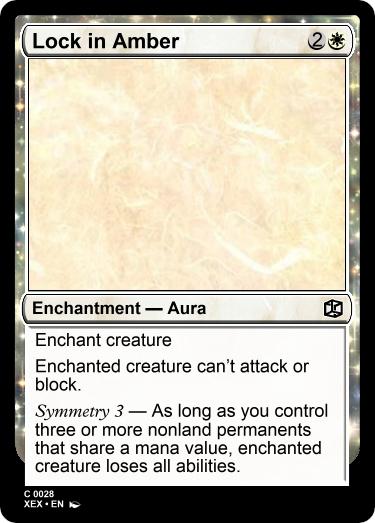 Lock in Amber 2
Enchantment — Aura
Enchant creature
Enchanted creature can't attack or
block.
Symmetry 3 — As long as you control
three or more nonland permanents
that share a mana value, enchanted
creature loses all abilities.
C 0028
XEX • EN